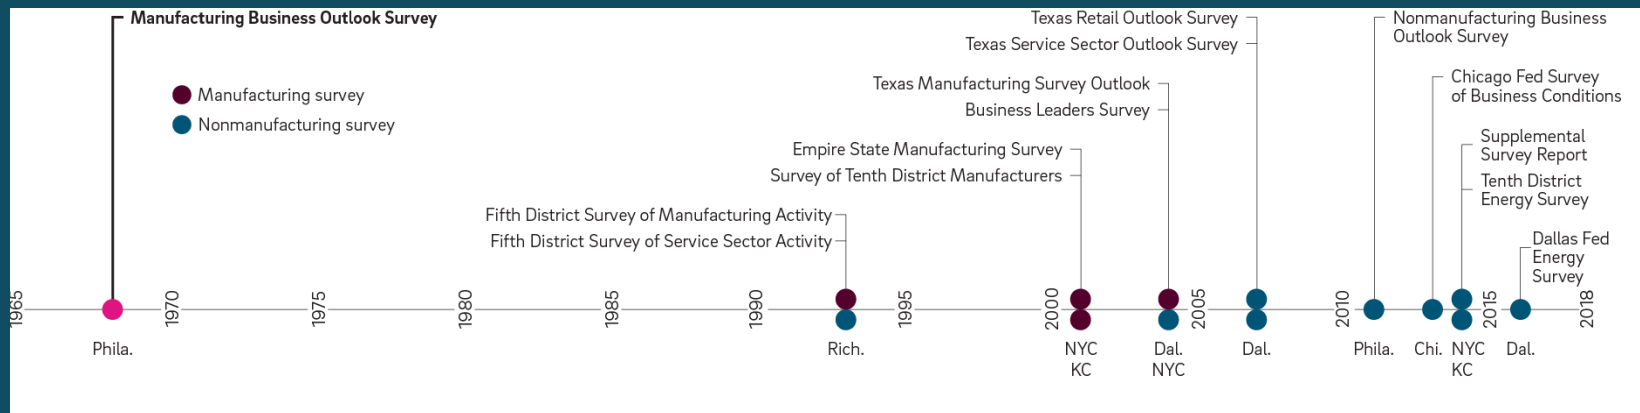 Manufacturing Business Outlook Survey
Manufacturing survey
Nonmanufacturing survey
Fifth District Survey of Manufacturing Activity
Fifth District Survey of Service Sector Activity
Empire State Manufacturing Survey
Survey of Tenth District Manufacturers
Texas Manufacturing Survey Outlook
Business Leaders Survey
Texas Retail Outlook Survey
Texas Service Sector Outlook Survey
Nonmanufacturing Business
Outlook Survey
Chicago Fed Survey
of Business Conditions
Supplemental
Survey Report
Tenth District
Energy Survey
Dallas Fed
Energy
Survey
1965
1970
1975
1980
1985
1990
1995
2000
2005
2010
2015
2018
Phila.
Rich.
NYC
KC
Dal.
NYC
Dal.
Phila.
Chi.
NYC
KC
Dal.